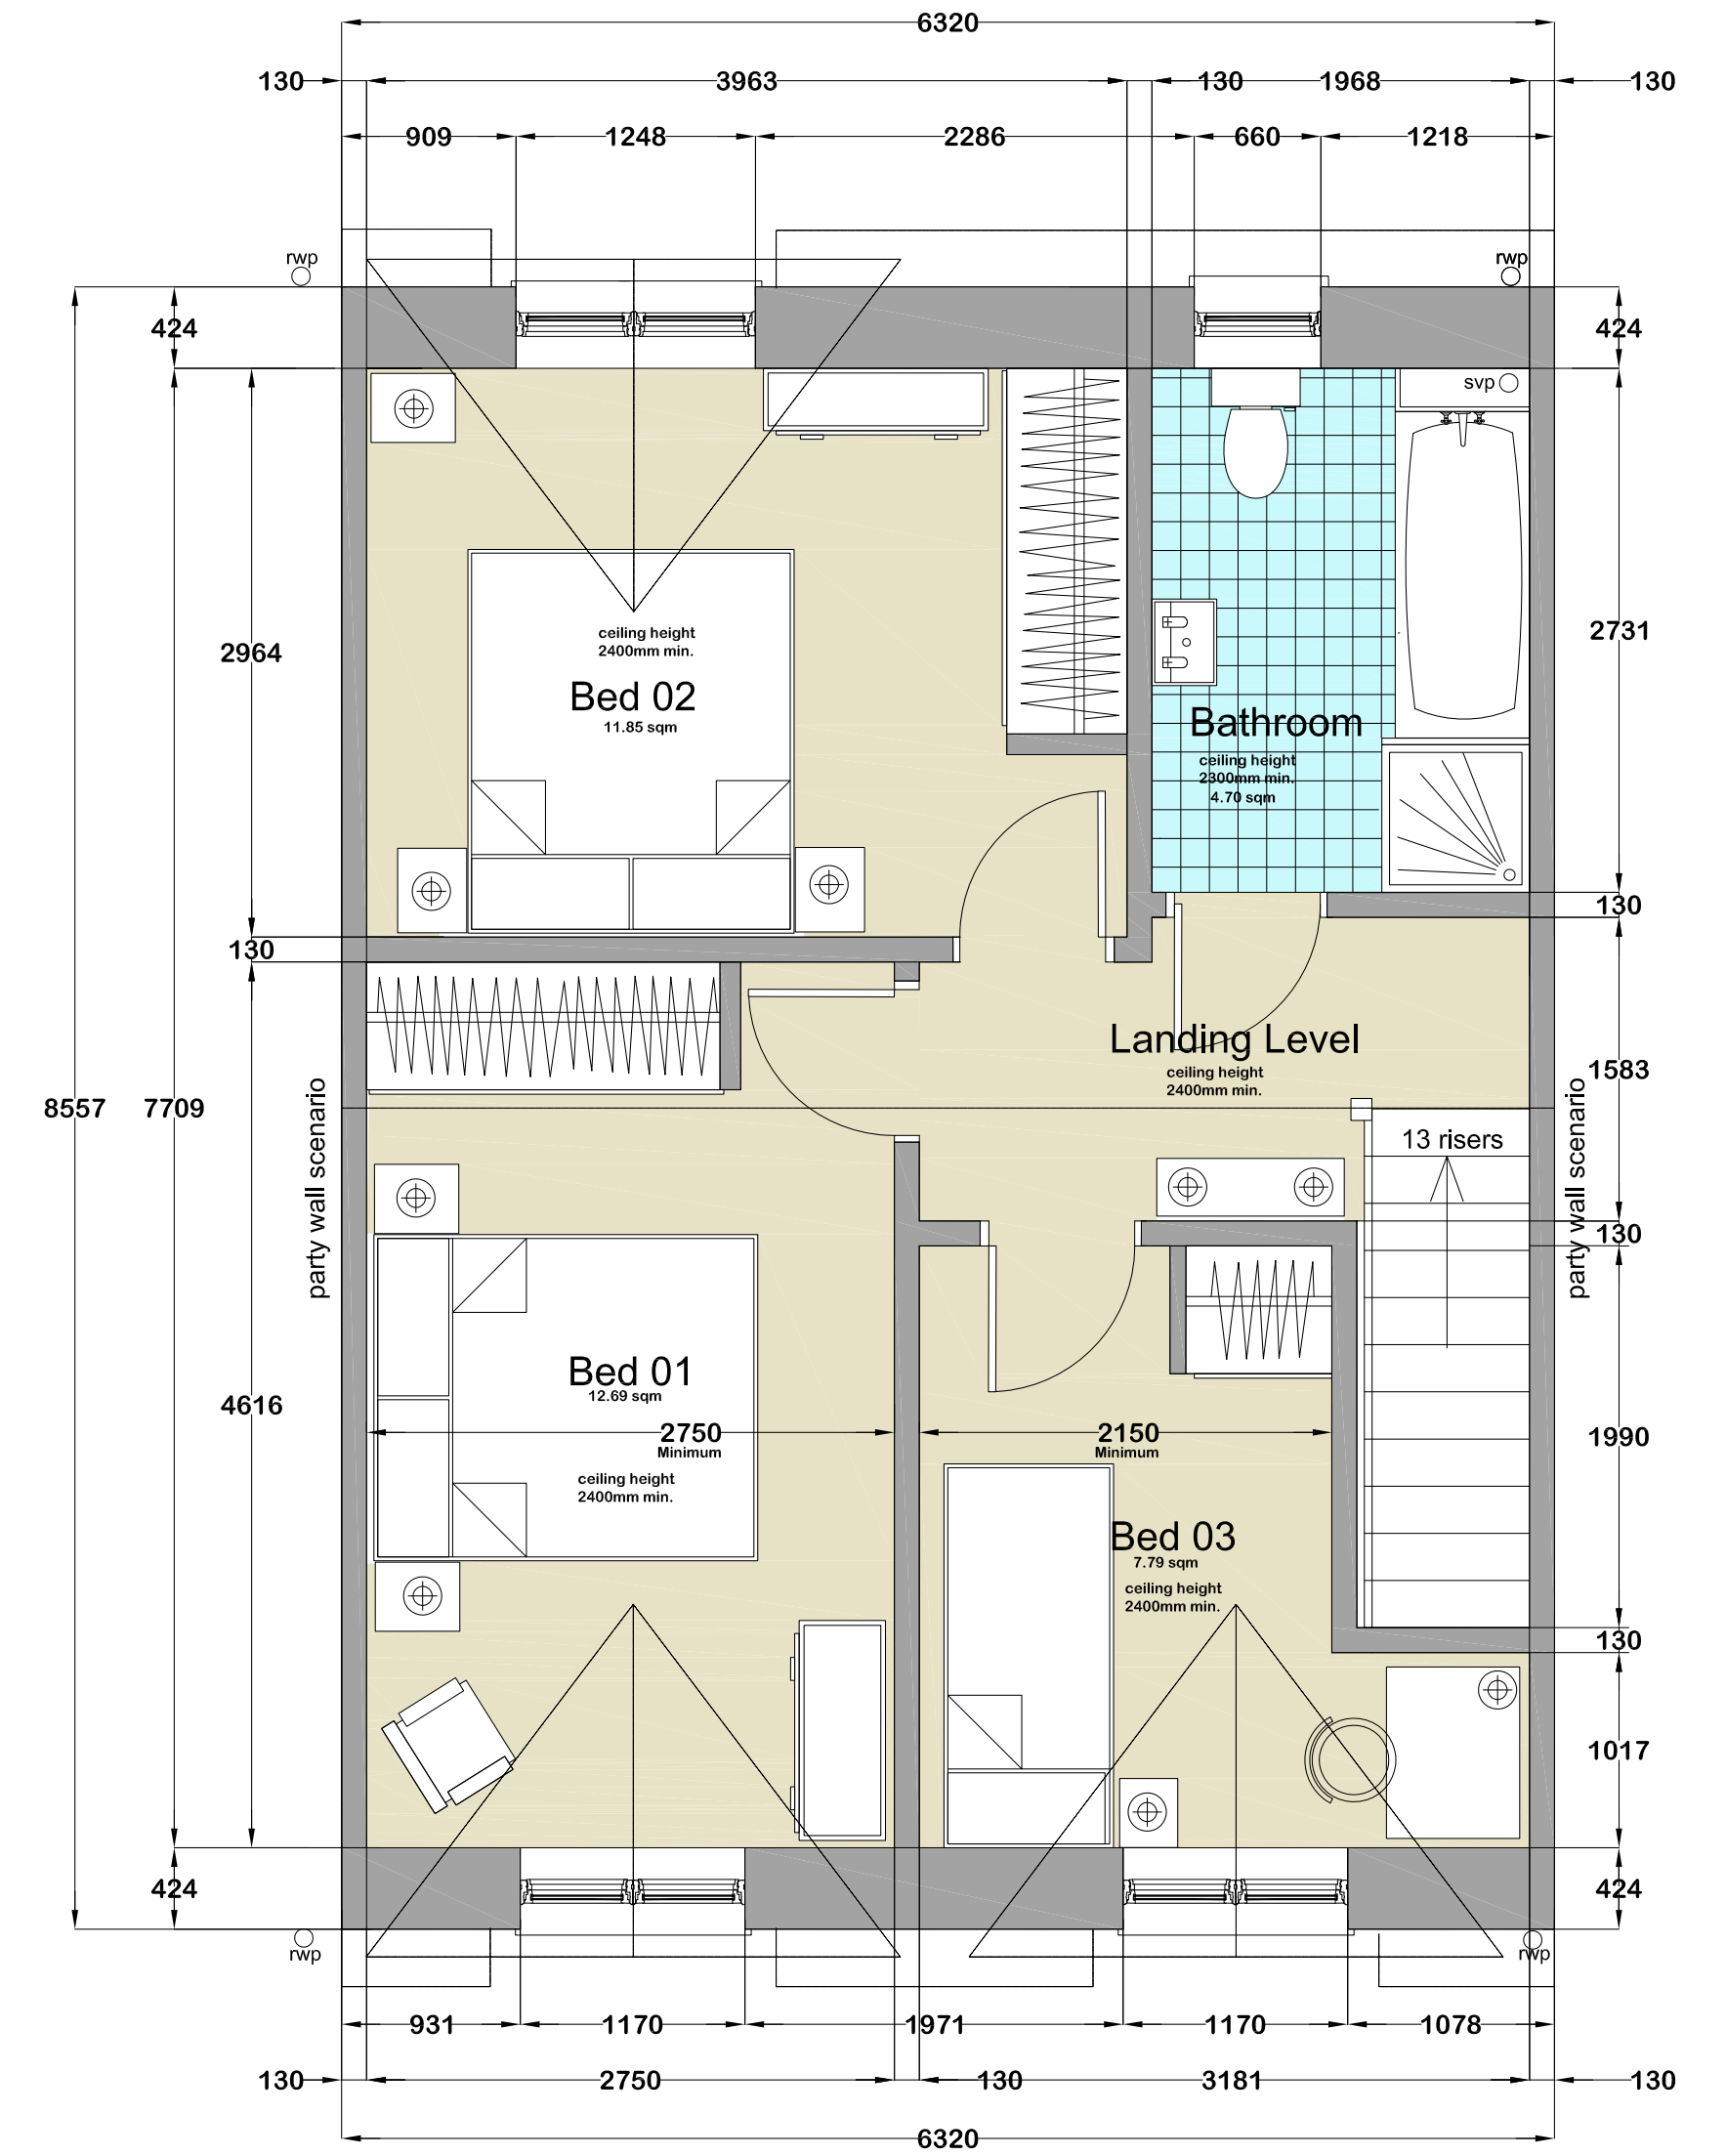 6320
130 3963 130 1968 130
909 1248 2286 660 1218
rwp rwp
424 424
svp
2964 2731
ceiling height
2400mm min.
Bed 02
11.85 sqm
Bathroom
ceiling height
2300mm min.
4.70 sqm
130 130
Landing Level
ceiling height
2400mm min.
1583
8557 7709
party wall scenario
party wall scenario
13 risers
130
Bed 01
12.69 sqm
4616
2750
Minimum
2150
Minimum
1990
ceiling height
2400mm min.
Bed 03
7.79 sqm
ceiling height
2400mm min.
130
1017
424 424
rwp rwp
931 1170 1971 1170 1078
130 2750 130 3181 130
6320